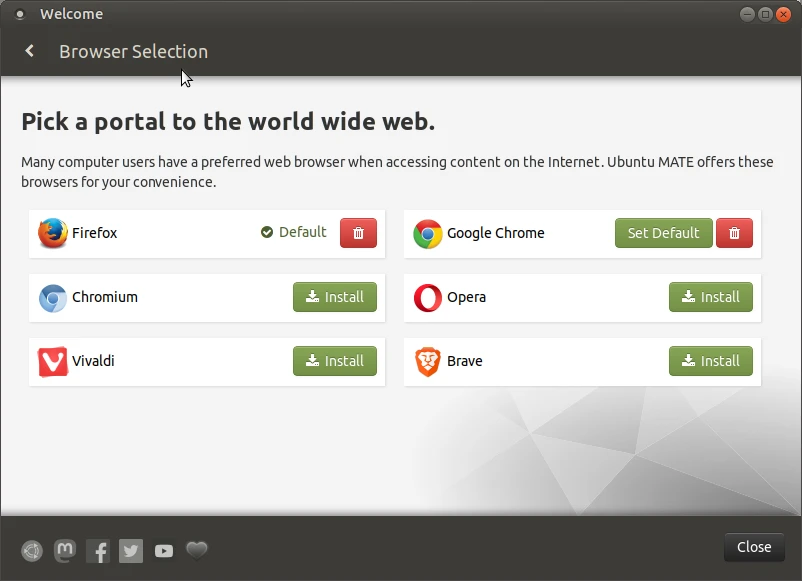 Welcome
Browser Selection
Pick a portal to the world wide web.
Many computer users have a preferred web browser when accessing content on the Internet. Ubuntu MATE offers these
browsers for your convenience.
Firefox
Default
Google Chrome
Set Default
Chromium
Install
Opera
Install
Vivaldi
Install
Brave
Install
Close